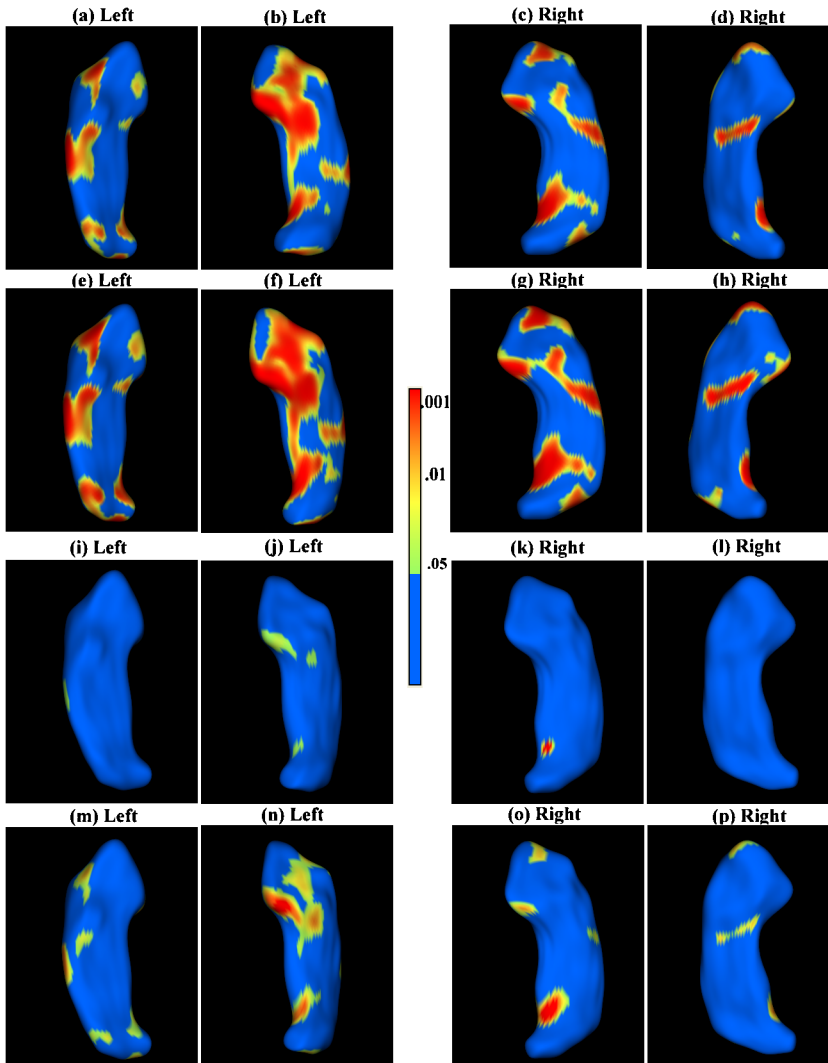 (a) Left
(b) Left
(c) Right
(d) Right
(e) Left
(f) Left
(g) Right
(h) Right
.001
.01
.05
(i) Left
(j) Left
(k) Right
(l) Right
(m) Left
(n) Left
(o) Right
(p) Right